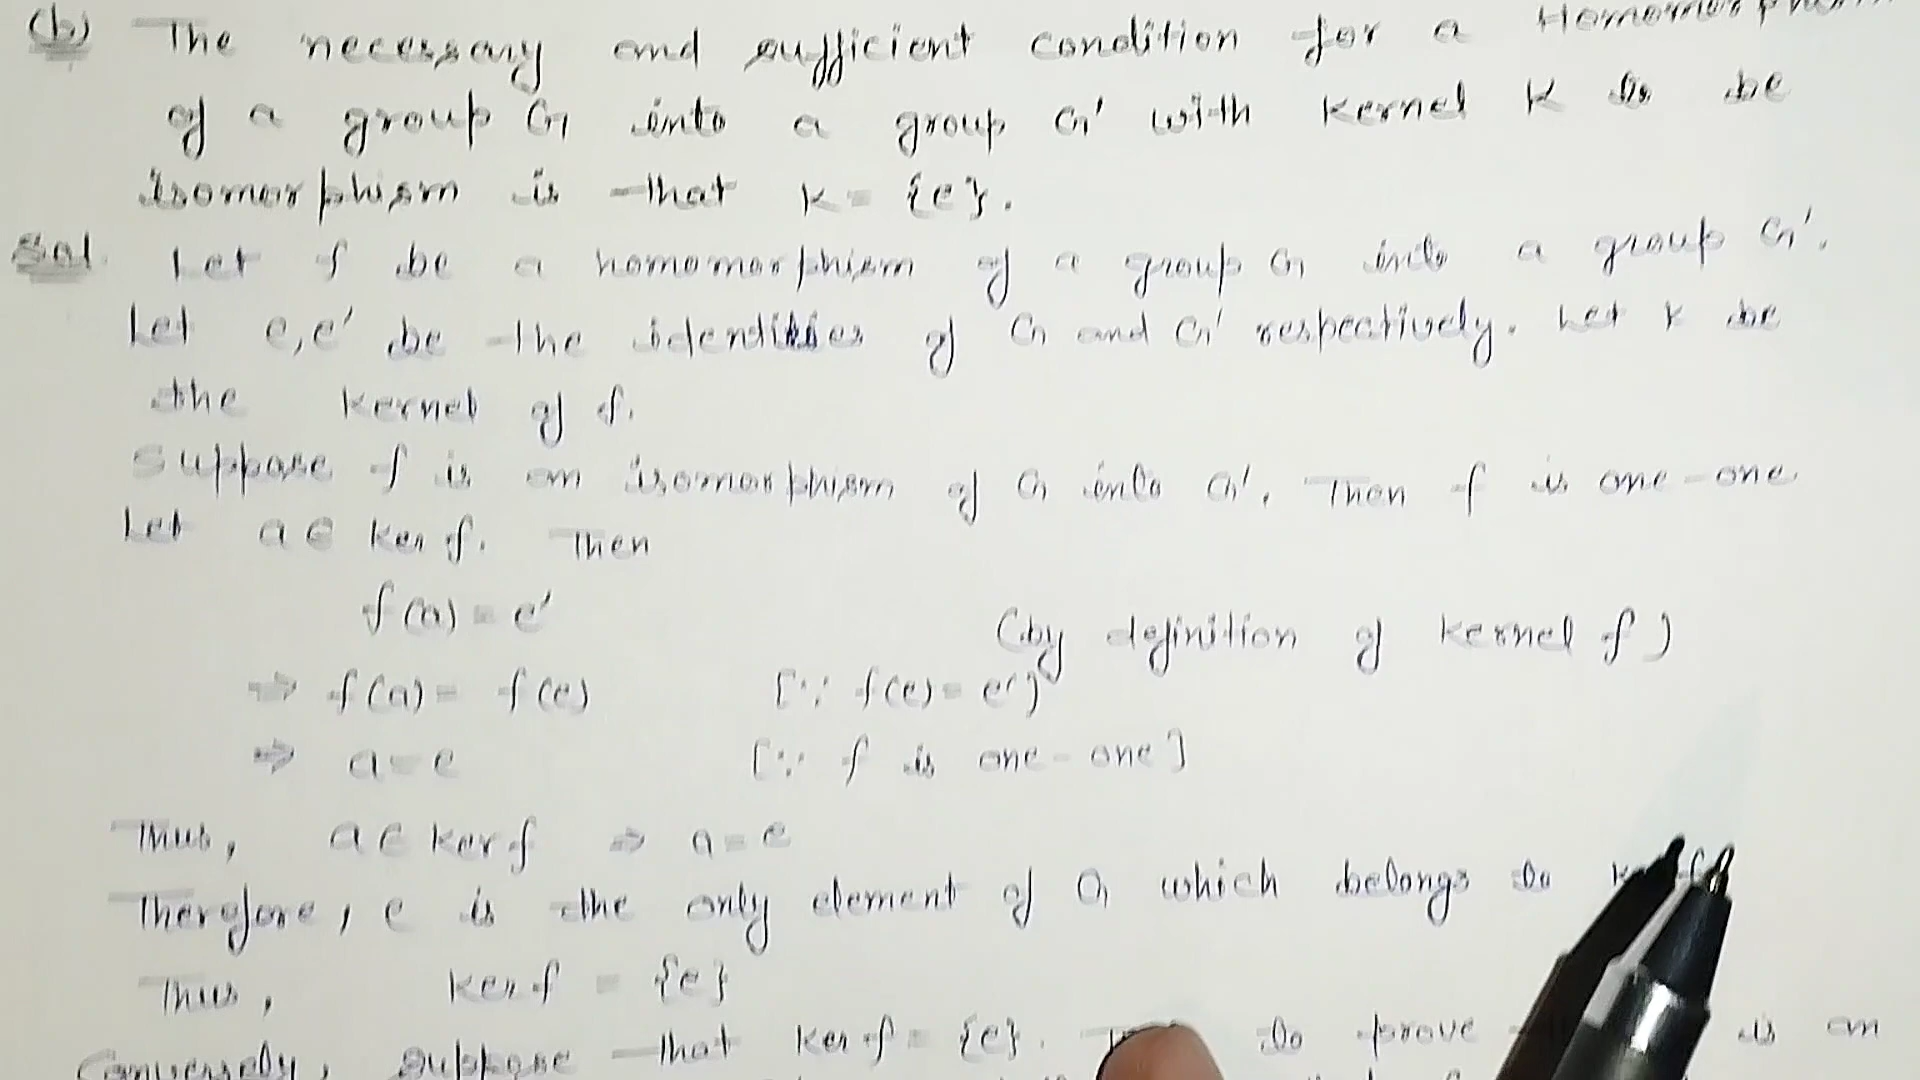 (b) The necessary and sufficient condition for a Homomorphism
of a group G into a group G' with kernel K to be
isomorphism is that K = {e}.
Sol. Let f be a homomorphism of a group G into a group G'.
Let e, e' be the identities of G and G' respectively. Let K be
the kernel of f.
Suppose f is an isomorphism of G into G'. Then f is one-one
Let a ∈ Ker f. Then
f(a) = e' (by definition of kernel f)
⇒ f(a) = f(e) [∵ f(e) = e']
⇒ a = e [∵ f is one-one]
Thus, a ∈ Ker f ⇒ a = e
Therefore, e is the only element of G which belongs to
Thus, Ker f = {e}
Conversely, suppose that Ker f = {e}. to prove is an